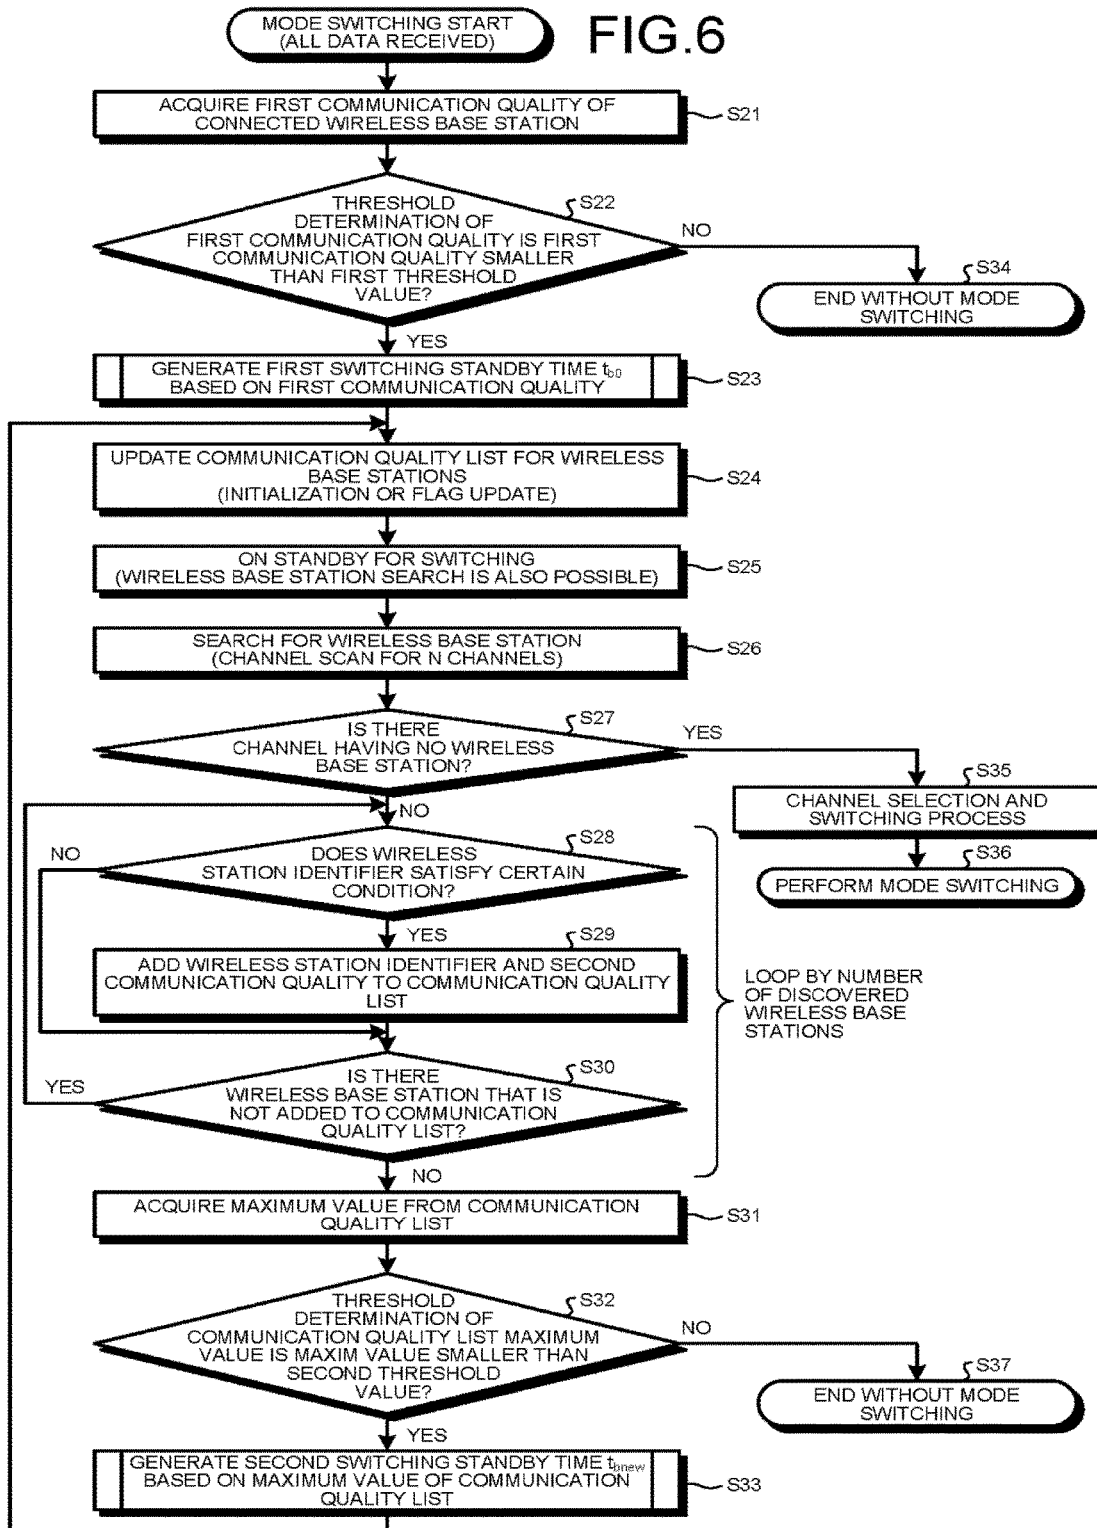 MODE SWITCHING START
(ALL DATA RECEIVED)
FIG.6
ACQUIRE FIRST COMMUNICATION QUALITY OF
CONNECTED WIRELESS BASE STATION
S21
THRESHOLD
DETERMINATION OF
FIRST COMMUNICATION QUALITY IS FIRST
COMMUNICATION QUALITY SMALLER
THAN FIRST THRESHOLD
VALUE?
S22
NO
S34
END WITHOUT MODE
SWITCHING
YES
GENERATE FIRST SWITCHING STANDBY TIME tb0
BASED ON FIRST COMMUNICATION QUALITY
S23
UPDATE COMMUNICATION QUALITY LIST FOR WIRELESS
BASE STATIONS
(INITIALIZATION OR FLAG UPDATE)
S24
ON STANDBY FOR SWITCHING
(WIRELESS BASE STATION SEARCH IS ALSO POSSIBLE)
S25
SEARCH FOR WIRELESS BASE STATION
(CHANNEL SCAN FOR N CHANNELS)
S26
IS THERE
CHANNEL HAVING NO WIRELESS
BASE STATION?
S27
YES
S35
CHANNEL SELECTION AND
SWITCHING PROCESS
S36
PERFORM MODE SWITCHING
NO
DOES WIRELESS
STATION IDENTIFIER SATISFY CERTAIN
CONDITION?
S28
NO
YES
S29
ADD WIRELESS STATION IDENTIFIER AND SECOND
COMMUNICATION QUALITY TO COMMUNICATION QUALITY
LIST
LOOP BY NUMBER
OF DISCOVERED
WIRELESS BASE
STATIONS
IS THERE
WIRELESS BASE STATION THAT IS
NOT ADDED TO COMMUNICATION
QUALITY LIST?
S30
YES
NO
ACQUIRE MAXIMUM VALUE FROM COMMUNICATION
QUALITY LIST
S31
THRESHOLD
DETERMINATION OF
COMMUNICATION QUALITY LIST MAXIMUM
VALUE IS MAXIM VALUE SMALLER THAN
SECOND THRESHOLD
VALUE?
S32
NO
S37
END WITHOUT MODE
SWITCHING
YES
GENERATE SECOND SWITCHING STANDBY TIME tbnew
BASED ON MAXIMUM VALUE OF COMMUNICATION
QUALITY LIST
S33